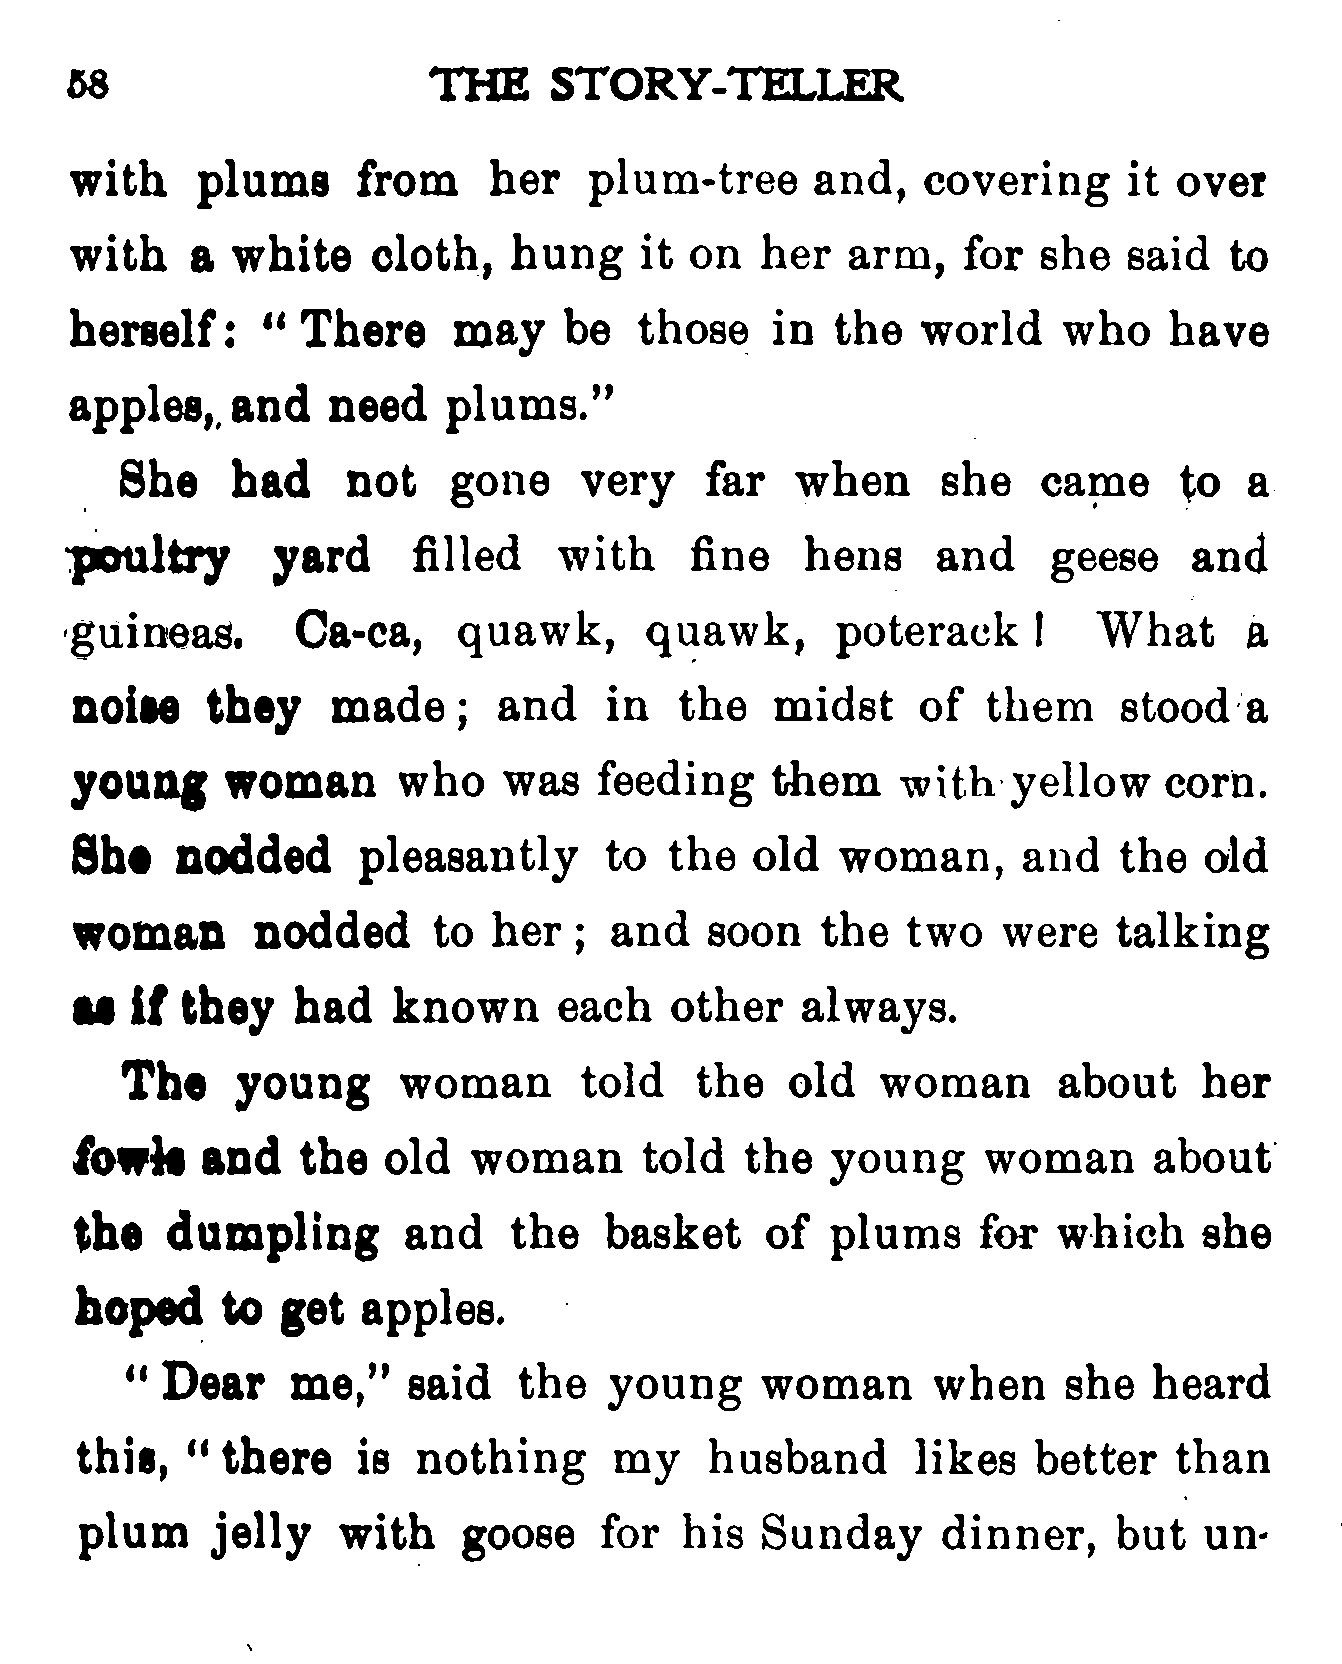 58 THE STORY-TELLER
with plums from her plum-tree and, covering it over
with a white cloth, hung it on her arm, for she said to
herself: "There may be those in the world who have
apples, and need plums."
She had not gone very far when she came to a
poultry yard filled with fine hens and geese and
guineas. Ca-ca, quawk, quawk, poterack! What a
noise they made; and in the midst of them stood a
young woman who was feeding them with yellow corn.
She nodded pleasantly to the old woman, and the old
woman nodded to her; and soon the two were talking
as if they had known each other always.
The young woman told the old woman about her
fowls and the old woman told the young woman about
the dumpling and the basket of plums for which she
hoped to get apples.
"Dear me," said the young woman when she heard
this, "there is nothing my husband likes better than
plum jelly with goose for his Sunday dinner, but un-